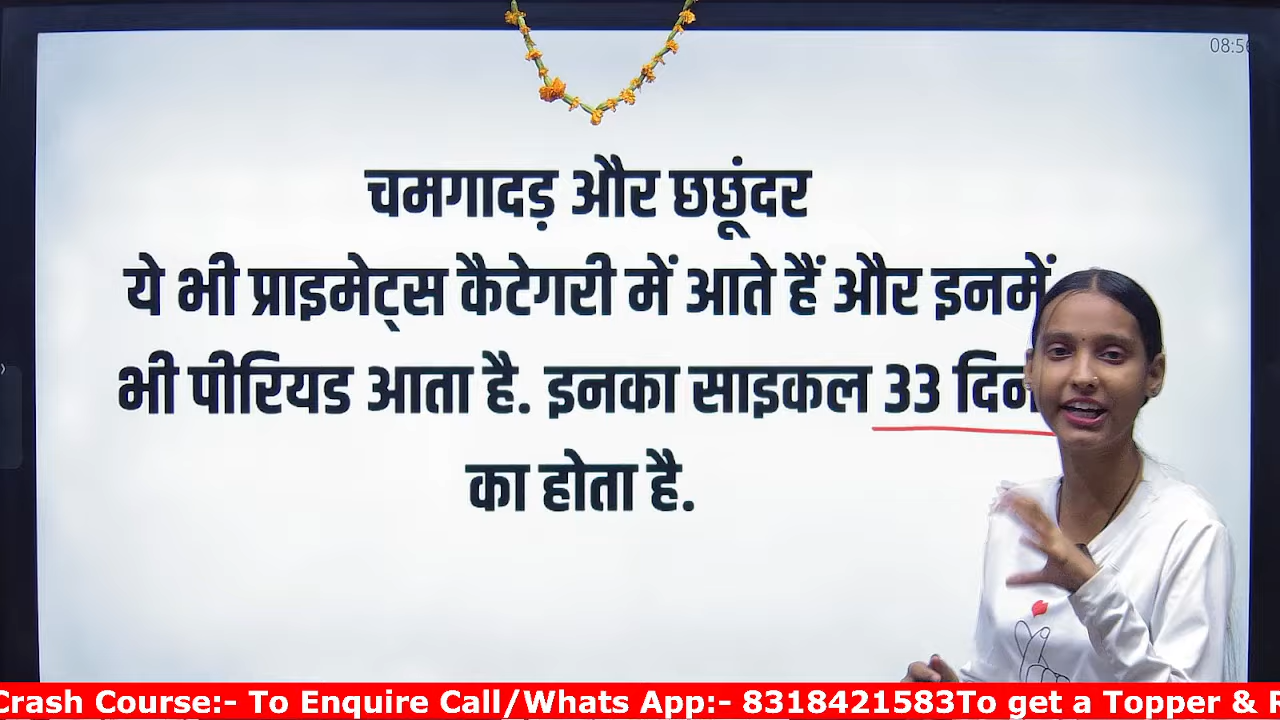 08:56
चमगादड़ और छछूंदर
ये भी प्राइमेट्स कैटेगरी में आते हैं और इनमें
भी पीरियड आता है. इनका साइकल 33 दिन
का होता है.
Crash Course:- To Enquire Call/Whats App:- 8318421583To get a Topper &